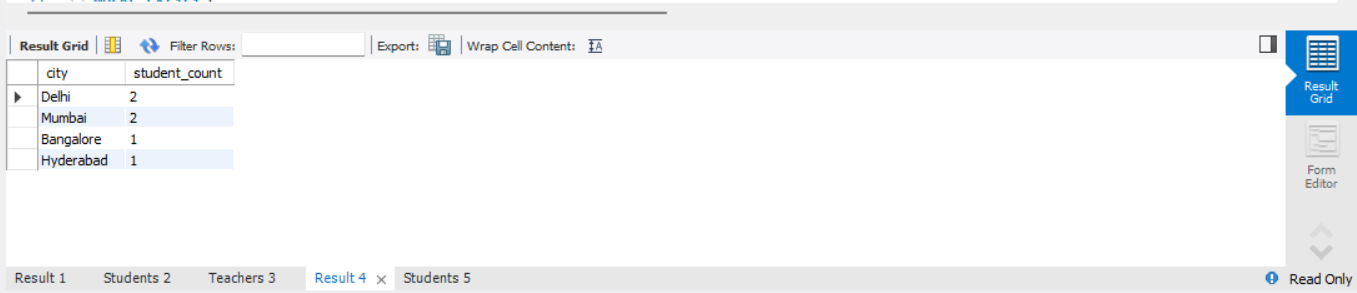 Result Grid Filter Rows: Export: Wrap Cell Content: IA
city student_count
Delhi 2
Mumbai 2
Bangalore 1
Hyderabad 1
Result
Grid
Form
Editor
Result 1 Students 2 Teachers 3 Result 4 × Students 5 Read Only